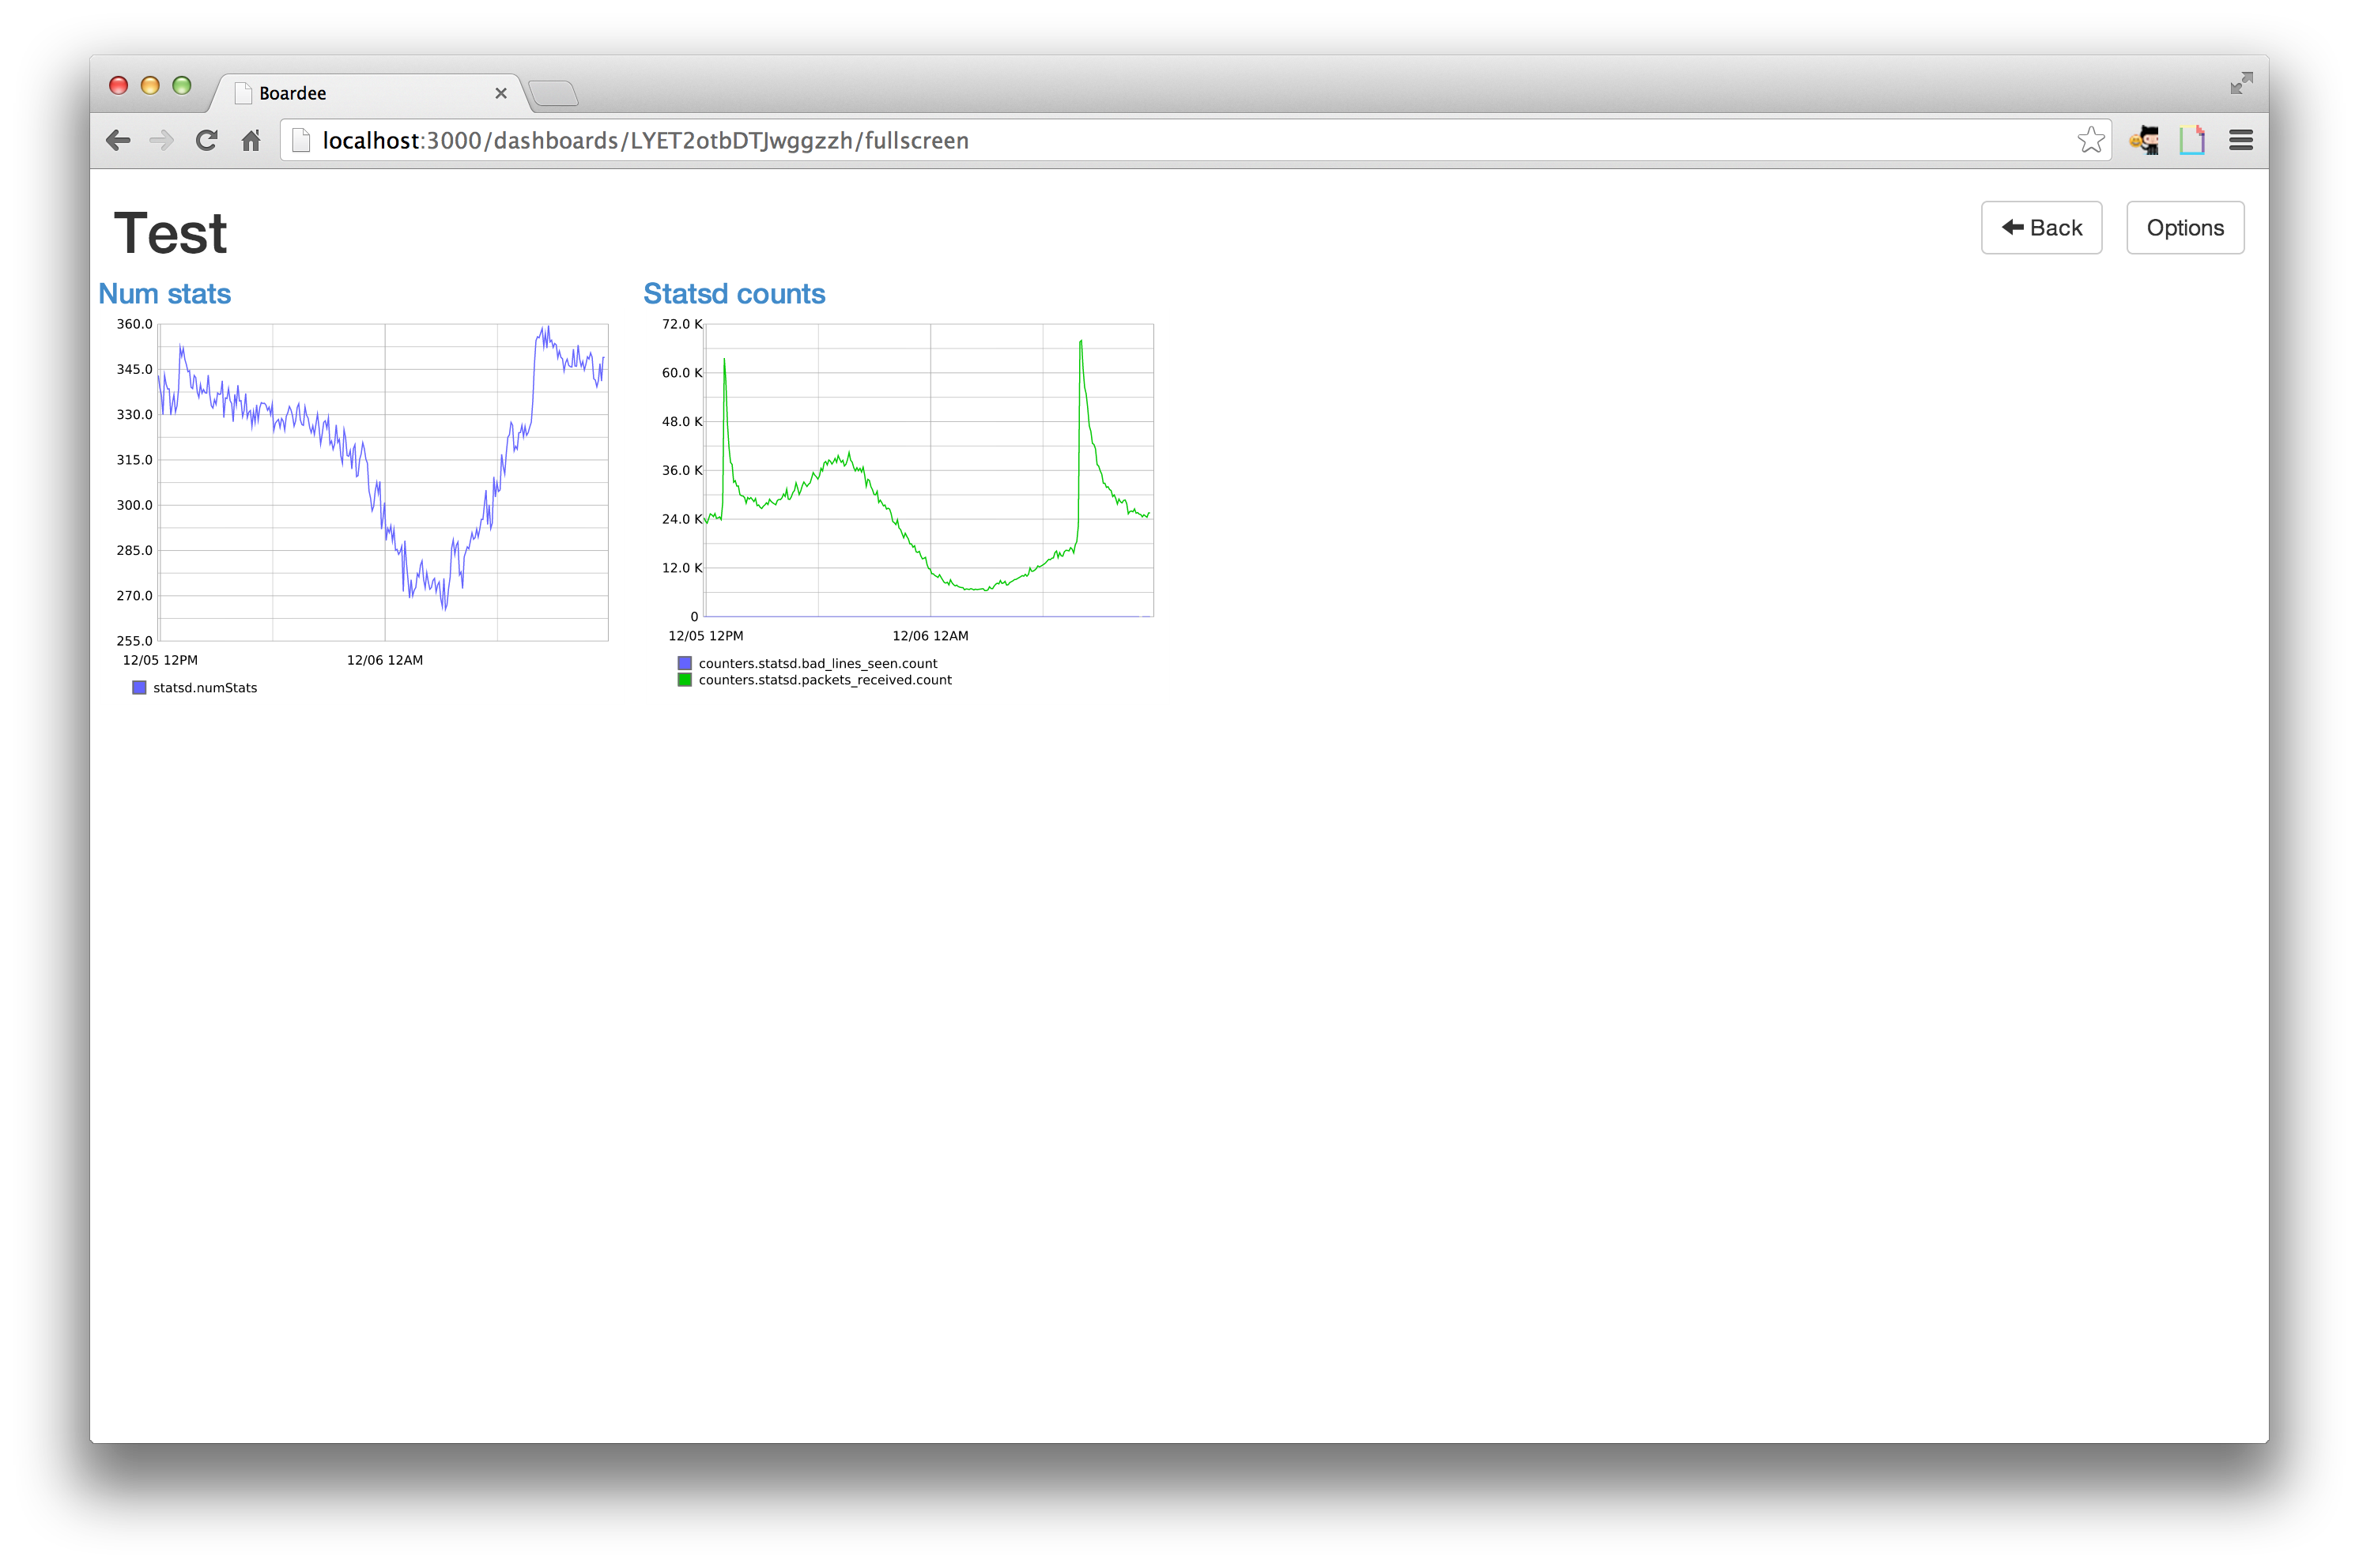 Boardee
localhost:3000/dashboards/LYET2otbDTJwggzzh/fullscreen
Test
Back
Options
Num stats
360.0
345.0
330.0
315.0
300.0
285.0
270.0
255.0
12/05 12PM
12/06 12AM
statsd.numStats
Statsd counts
72.0 K
60.0 K
48.0 K
36.0 K
24.0 K
12.0 K
0
12/05 12PM
12/06 12AM
counters.statsd.bad_lines_seen.count
counters.statsd.packets_received.count